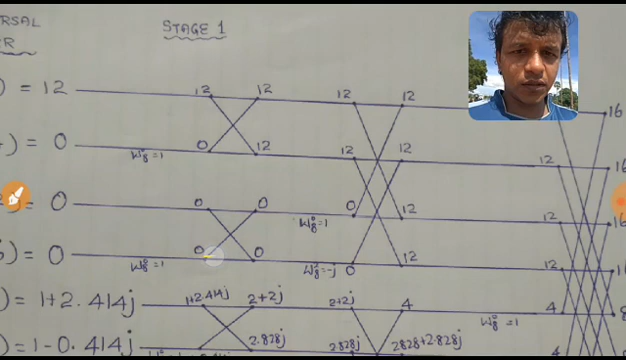 RSAL
STAGE 1
ER
) = 12 12 12 12 12 16
) = 0 W₈⁰=1 0 12 12 12 12 16
= 0 0 0 W₈⁰=1 0 12 12 16
) = 0 W₈⁰=1 0 0 W₈²=-j 0 12 12 16
) = 1+2.414j 1+2.414j 2+2j 2+2j 4 W₈⁰=1 4 8
) = 1-0.414j 2.828j 2.828j 2.828+2.828j 4